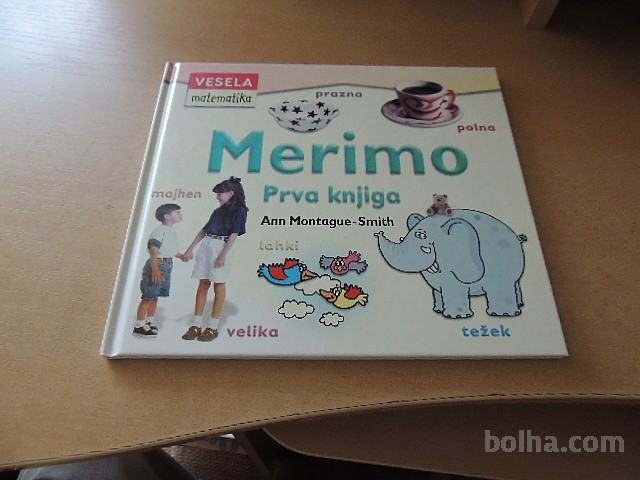 VESELA
matematika
prazna
polna
Merimo
Prva knjiga
majhen
Ann Montague-Smith
lahki
velika
težek
bolha.com